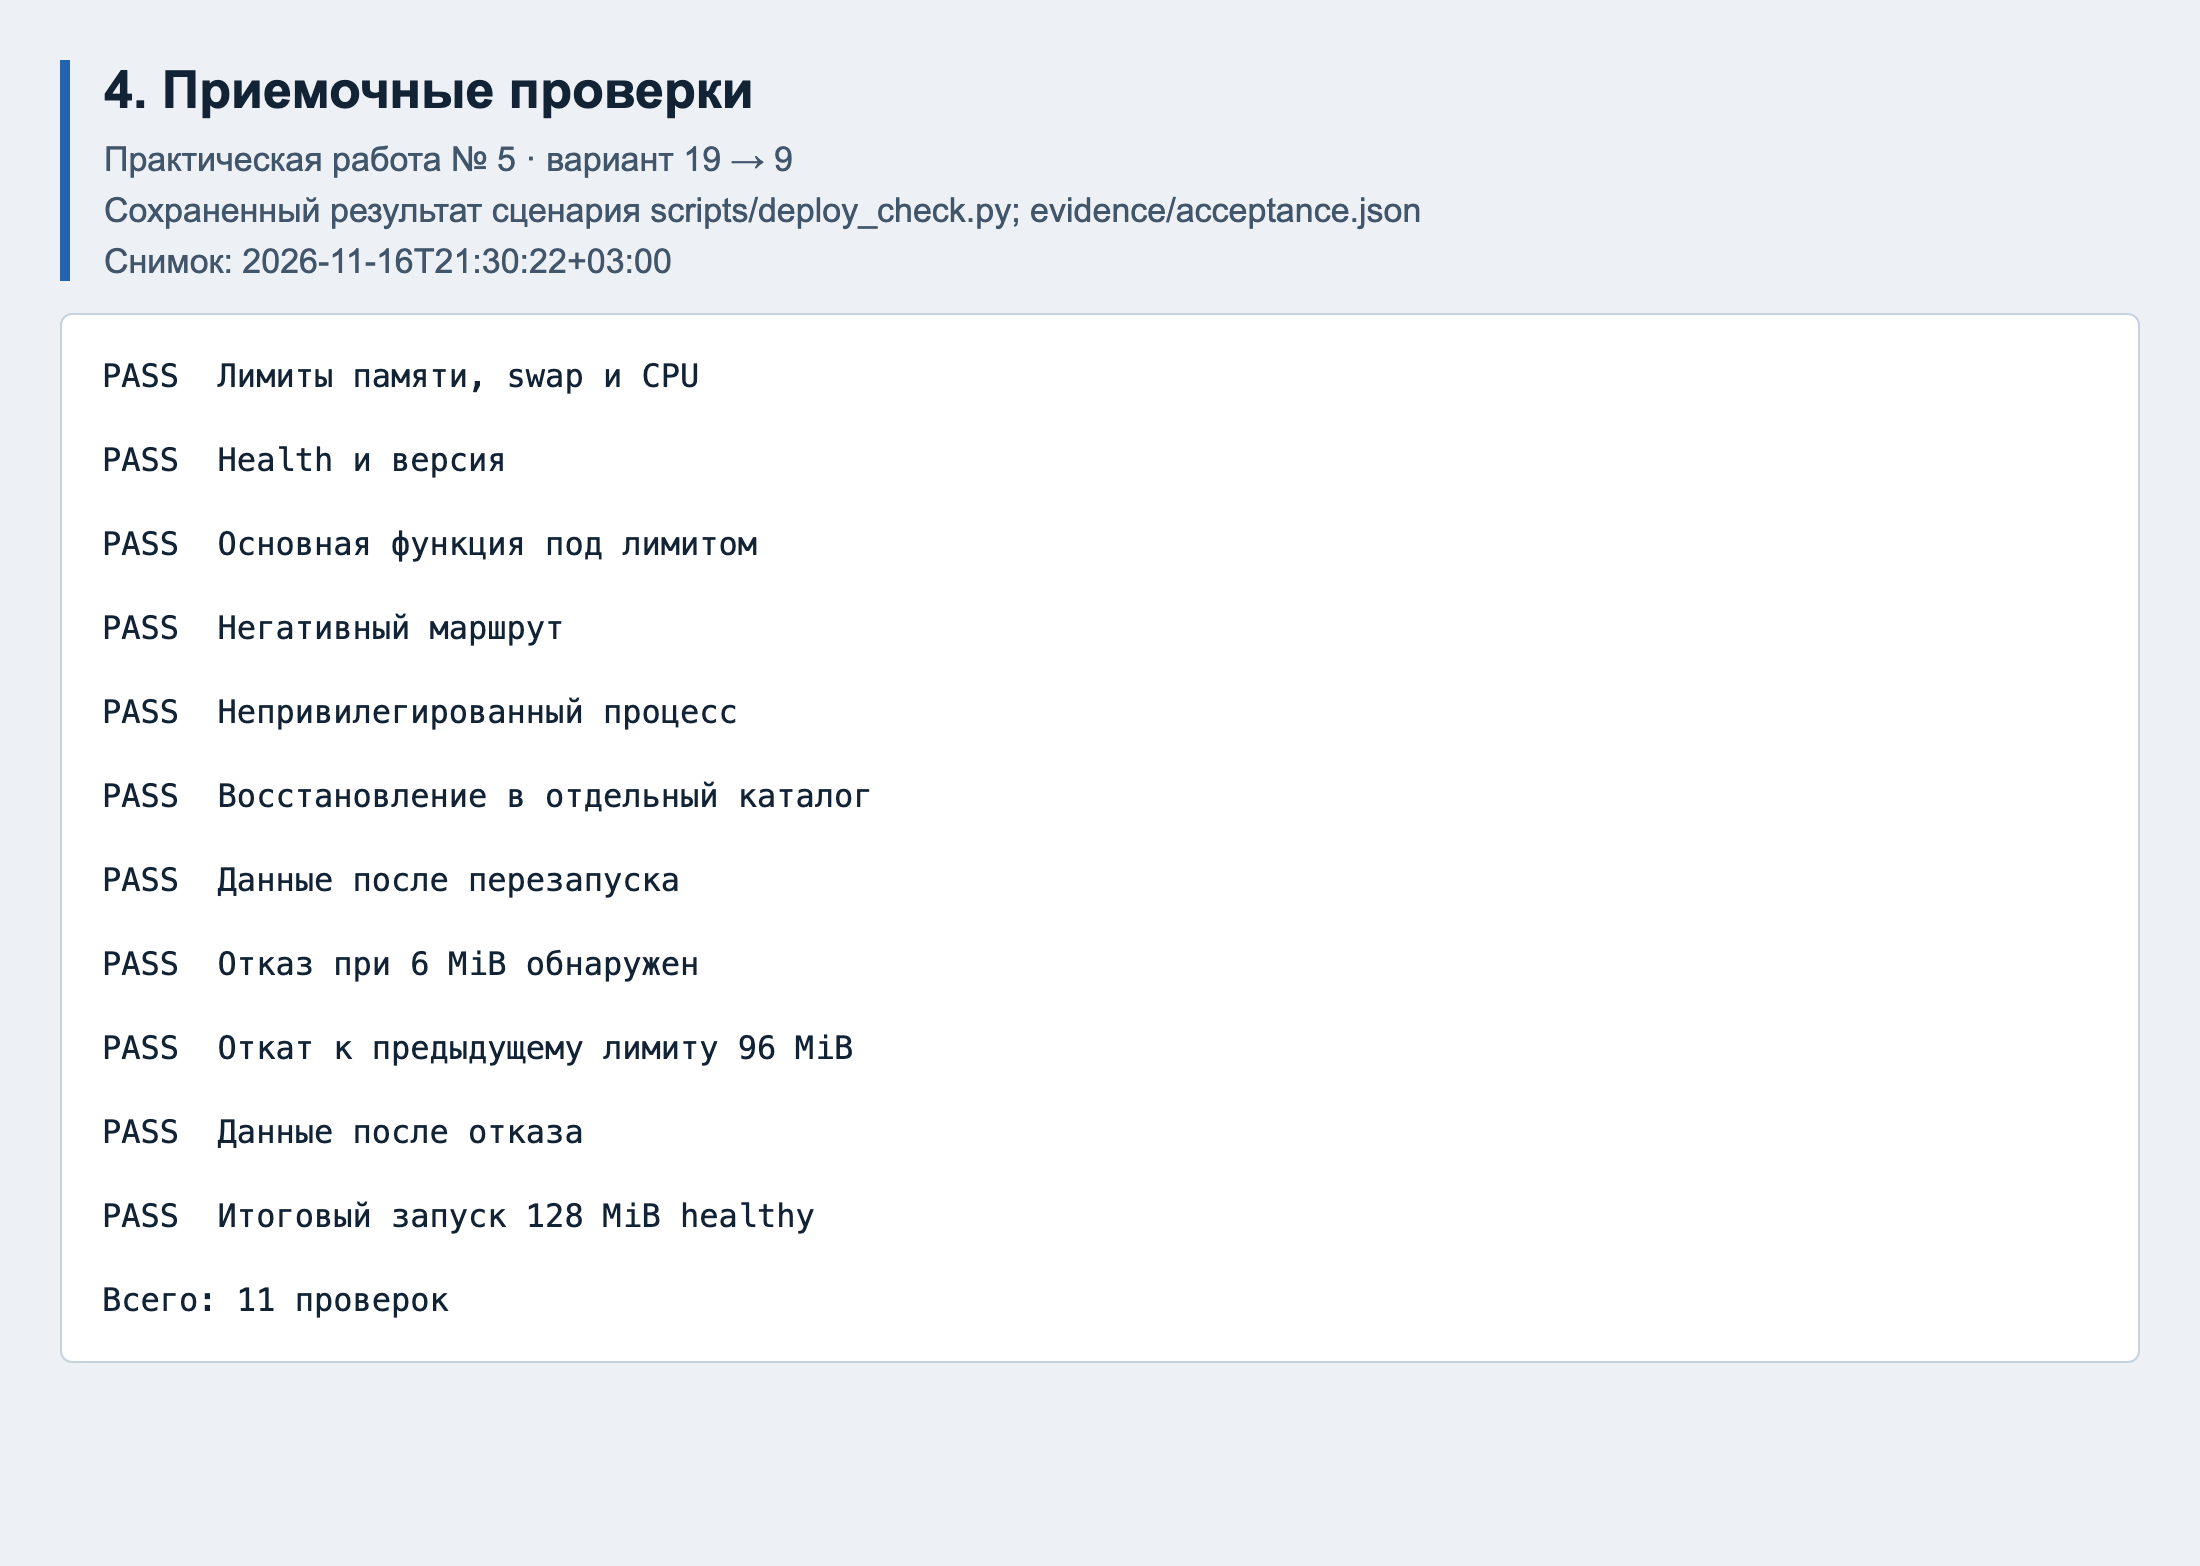 4. Приемочные проверки
Практическая работа № 5 · вариант 19 → 9
Сохраненный результат сценария scripts/deploy_check.py; evidence/acceptance.json
Снимок: 2026-11-16T21:30:22+03:00
PASS  Лимиты памяти, swap и CPU
PASS  Health и версия
PASS  Основная функция под лимитом
PASS  Негативный маршрут
PASS  Непривилегированный процесс
PASS  Восстановление в отдельный каталог
PASS  Данные после перезапуска
PASS  Отказ при 6 MiB обнаружен
PASS  Откат к предыдущему лимиту 96 MiB
PASS  Данные после отказа
PASS  Итоговый запуск 128 MiB healthy
Всего: 11 проверок